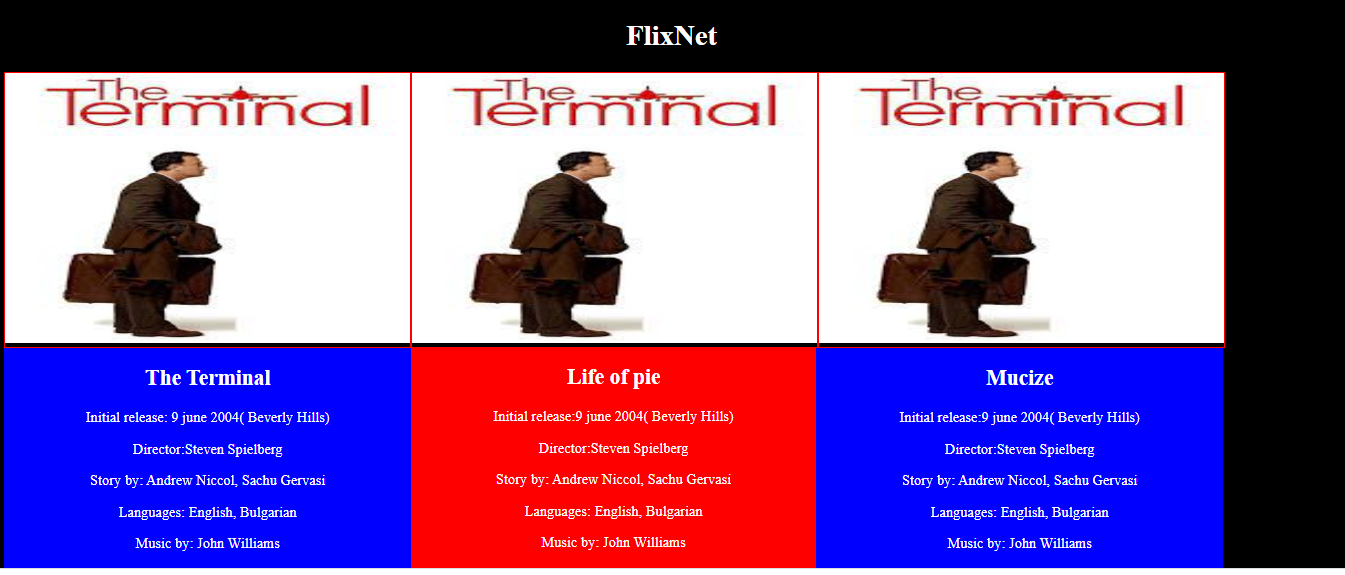 FlixNet
The
Terminal
The
Terminal
The
Terminal
The Terminal
Initial release: 9 june 2004( Beverly Hills)
Director:Steven Spielberg
Story by: Andrew Niccol, Sachu Gervasi
Languages: English, Bulgarian
Music by: John Williams
Life of pie
Initial release:9 june 2004( Beverly Hills)
Director:Steven Spielberg
Story by: Andrew Niccol, Sachu Gervasi
Languages: English, Bulgarian
Music by: John Williams
Mucize
Initial release:9 june 2004( Beverly Hills)
Director:Steven Spielberg
Story by: Andrew Niccol, Sachu Gervasi
Languages: English, Bulgarian
Music by: John Williams